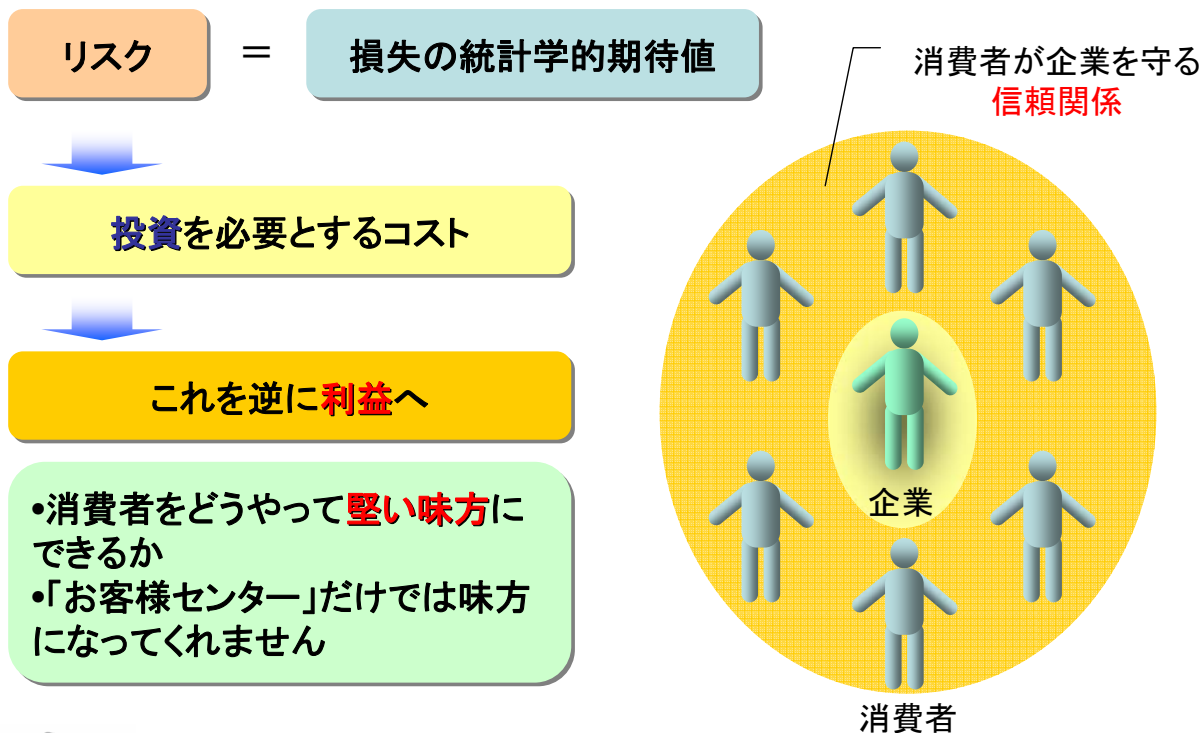 リスク
=
損失の統計学的期待値
投資を必要とするコスト
これを逆に利益へ
•消費者をどうやって堅い味方に
できるか
•「お客様センター」だけでは味方
になってくれません
消費者が企業を守る
信頼関係
企業
消費者